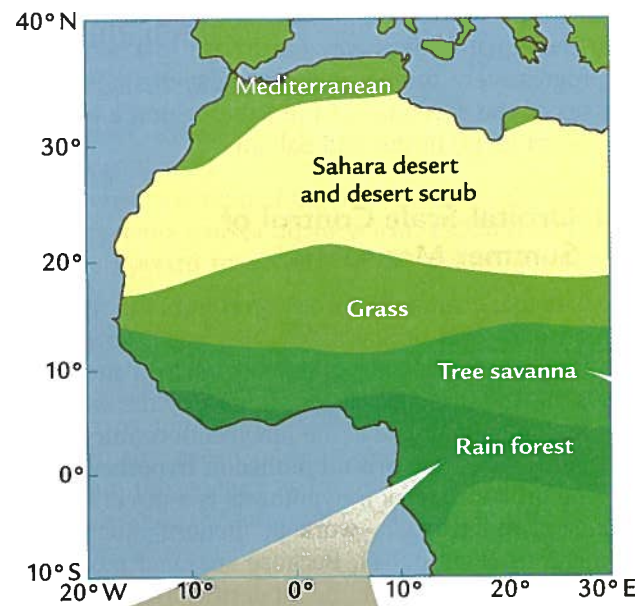 40°N
Mediterranean
30°
Sahara desert
and desert scrub
20°
Grass
10°
Tree savanna
Rain forest
0°
10°S
20°W 10° 0° 10° 20° 30°E